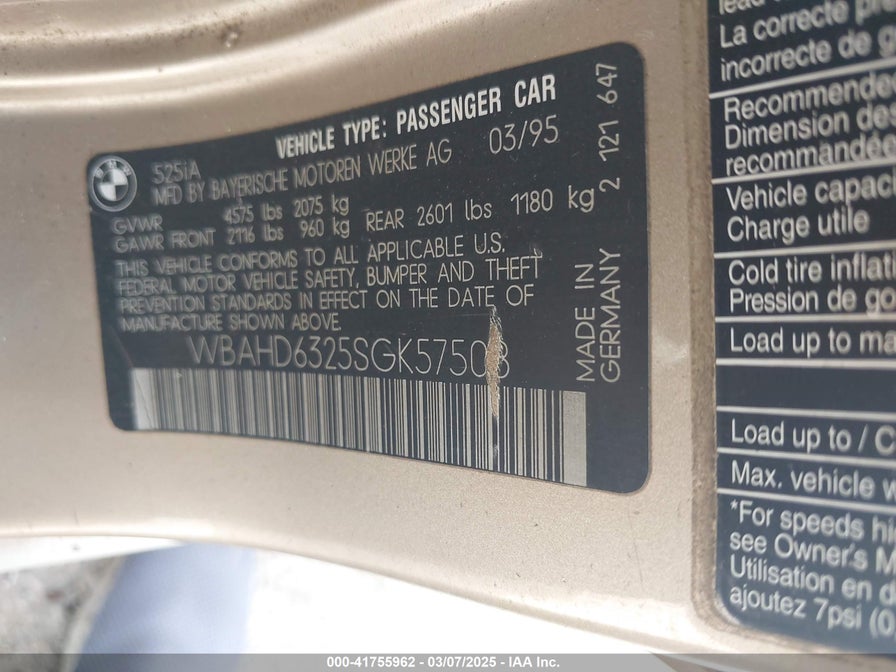 BMW
525iA
VEHICLE TYPE: PASSENGER CAR
MFD BY BAYERISCHE MOTOREN WERKE AG 03/95
GVWR 4575 lbs 2075 kg
GAWR FRONT 2116 lbs 960 kg REAR 2601 lbs 1180 kg
THIS VEHICLE CONFORMS TO ALL APPLICABLE U.S.
FEDERAL MOTOR VEHICLE SAFETY, BUMPER AND THEFT
PREVENTION STANDARDS IN EFFECT ON THE DATE OF
MANUFACTURE SHOWN ABOVE.
WBAHD6325SGK57503
MADE IN
GERMANY
2 121 647
La correcte
incorrecte de
Recommende
Dimension de
recommandée
Vehicle capac
Charge utile
Cold tire inflat
Pression de go
Load up to ma
Load up to / C
Max. vehicle w
*For speeds hi
see Owner's M
Utilisation en
ajoutez 7psi (0
000-41755962 - 03/07/2025 - IAA Inc.